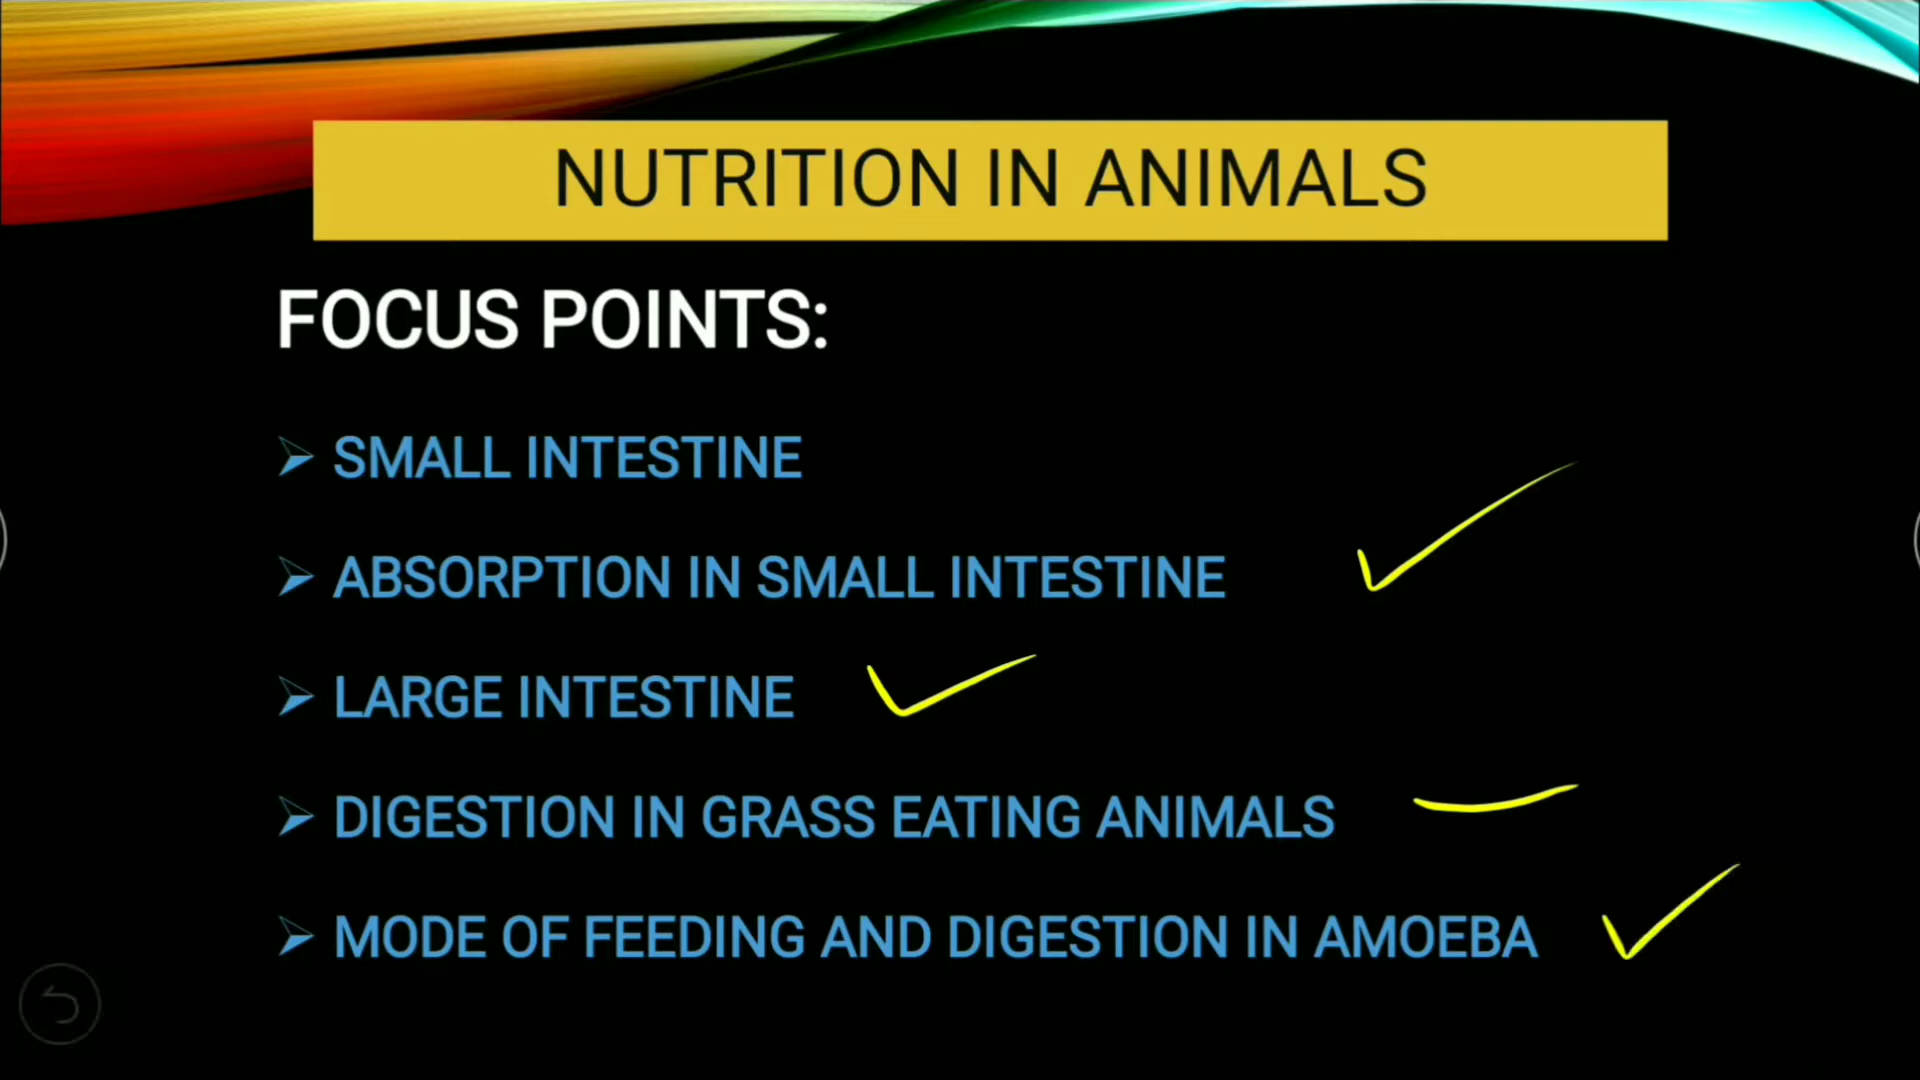 NUTRITION IN ANIMALS
FOCUS POINTS:
SMALL INTESTINE
ABSORPTION IN SMALL INTESTINE
LARGE INTESTINE
DIGESTION IN GRASS EATING ANIMALS
MODE OF FEEDING AND DIGESTION IN AMOEBA